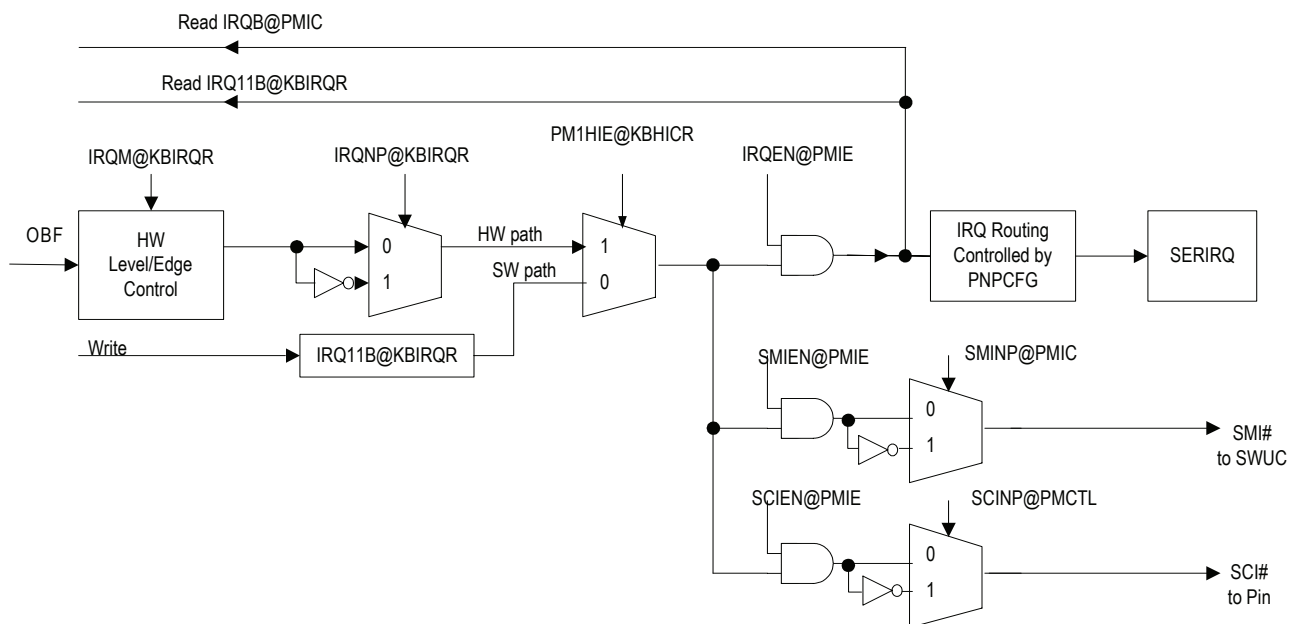 Read IRQB@PMIC
Read IRQ11B@KBIRQR
PM1HIE@KBHICR
IRQM@KBIRQR
IRQNP@KBIRQR
IRQEN@PMIE
OBF
HW
Level/Edge
Control
0
1
HW path
SW path
1
0
IRQ Routing
Controlled by
PNPCFG
SERIRQ
Write
IRQ11B@KBIRQR
SMIEN@PMIE
SMINP@PMIC
0
1
SMI#
to SWUC
SCIEN@PMIE
SCINP@PMCTL
0
1
SCI#
to Pin